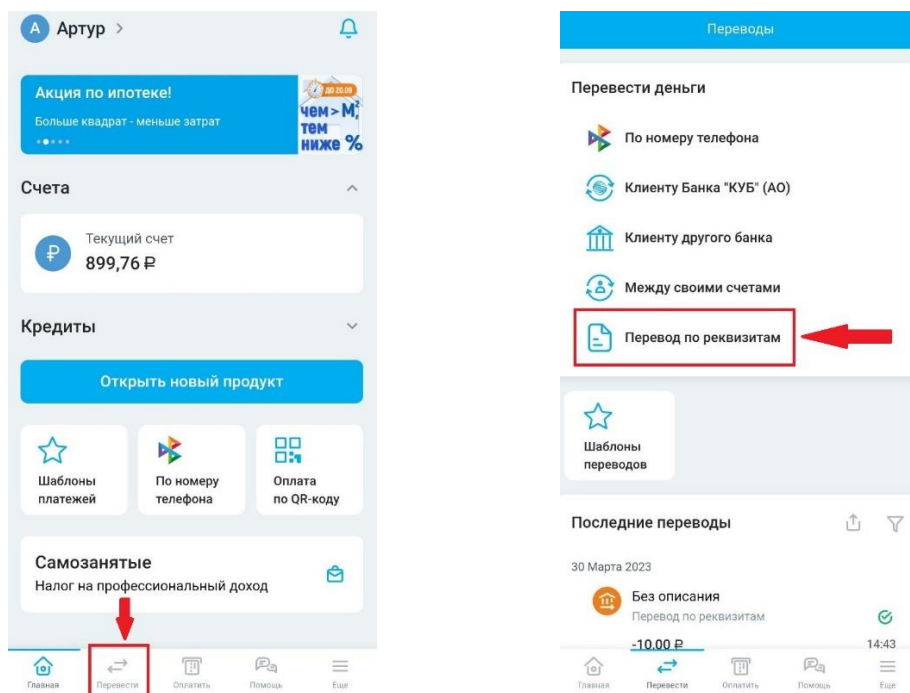 А Артур >
Акция по ипотеке!
Больше квадрат - меньше затрат
ДО 20.09
чем > М²,
тем
ниже %
Счета
Текущий счет
899,76 ₽
Кредиты
Открыть новый продукт
Шаблоны
платежей
По номеру
телефона
Оплата
по QR-коду
Самозанятые
Налог на профессиональный доход
Главная
Перевести
Оплатить
Помощь
Еще
Переводы
Перевести деньги
По номеру телефона
Клиенту Банка "КУБ" (АО)
Клиенту другого банка
Между своими счетами
Перевод по реквизитам
Шаблоны
переводов
Последние переводы
30 Марта 2023
Без описания
Перевод по реквизитам
-10,00 ₽ 14:43
Главная
Перевести
Оплатить
Помощь
Еще